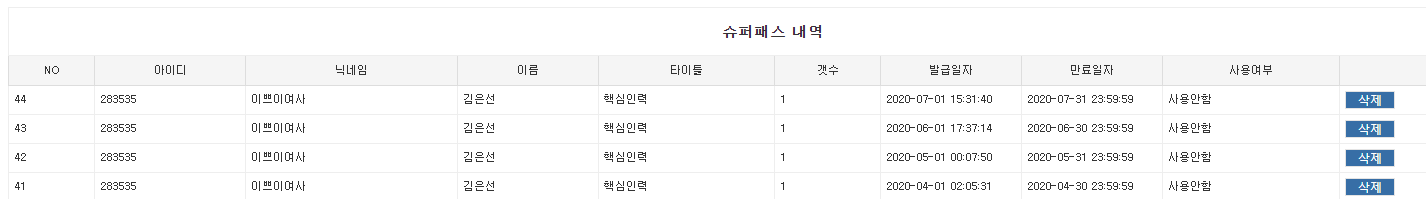 슈퍼패스 내역
NO 아이디 닉네임 이름 타이틀 갯수 발급일자 만료일자 사용여부
44 283535 이쁘이여사 김은선 핵심인력 1 2020-07-01 15:31:40 2020-07-31 23:59:59 사용안함 삭제
43 283535 이쁘이여사 김은선 핵심인력 1 2020-06-01 17:37:14 2020-06-30 23:59:59 사용안함 삭제
42 283535 이쁘이여사 김은선 핵심인력 1 2020-05-01 00:07:50 2020-05-31 23:59:59 사용안함 삭제
41 283535 이쁘이여사 김은선 핵심인력 1 2020-04-01 02:05:31 2020-04-30 23:59:59 사용안함 삭제